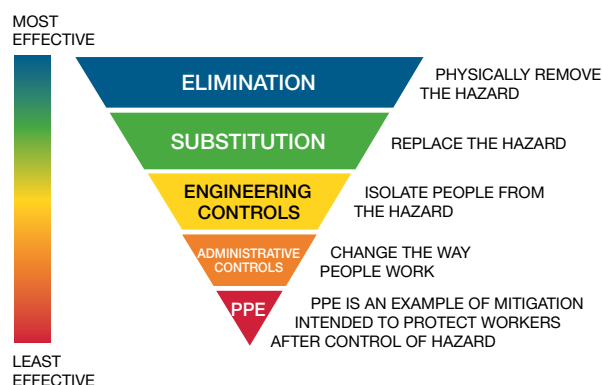 MOST
EFFECTIVE
ELIMINATION
PHYSICALLY REMOVE
THE HAZARD
SUBSTITUTION
REPLACE THE HAZARD
ENGINEERING
CONTROLS
ISOLATE PEOPLE FROM
THE HAZARD
ADMINISTRATIVE
CONTROLS
CHANGE THE WAY
PEOPLE WORK
PPE
PPE IS AN EXAMPLE OF MITIGATION
INTENDED TO PROTECT WORKERS
AFTER CONTROL OF HAZARD
LEAST
EFFECTIVE